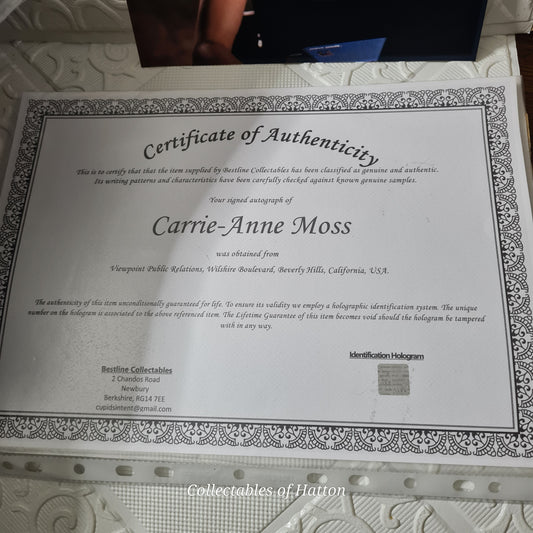 Certificate of Authenticity
This is to certify that that the item supplied by Bestline Collectables has been classified as genuine and authentic.
Its writing patterns and characteristics have been carefully checked against known genuine samples.
Your signed autograph of
Carrie-Anne Moss
was obtained from
Viewpoint Public Relations, Wilshire Boulevard, Beverly Hills, California, USA.
The authenticity of this item unconditionally guaranteed for life. To ensure its validity we employ a holographic identification system. The unique
number on the hologram is associated to the above referenced item. The Lifetime Guarantee of this item becomes void should the hologram be tampered
with in any way.
Identification Hologram
Bestline Collectables
2 Chandos Road
Newbury
Berkshire, RG14 7EE
cupidsintent@gmail.com
Collectables of Hatton